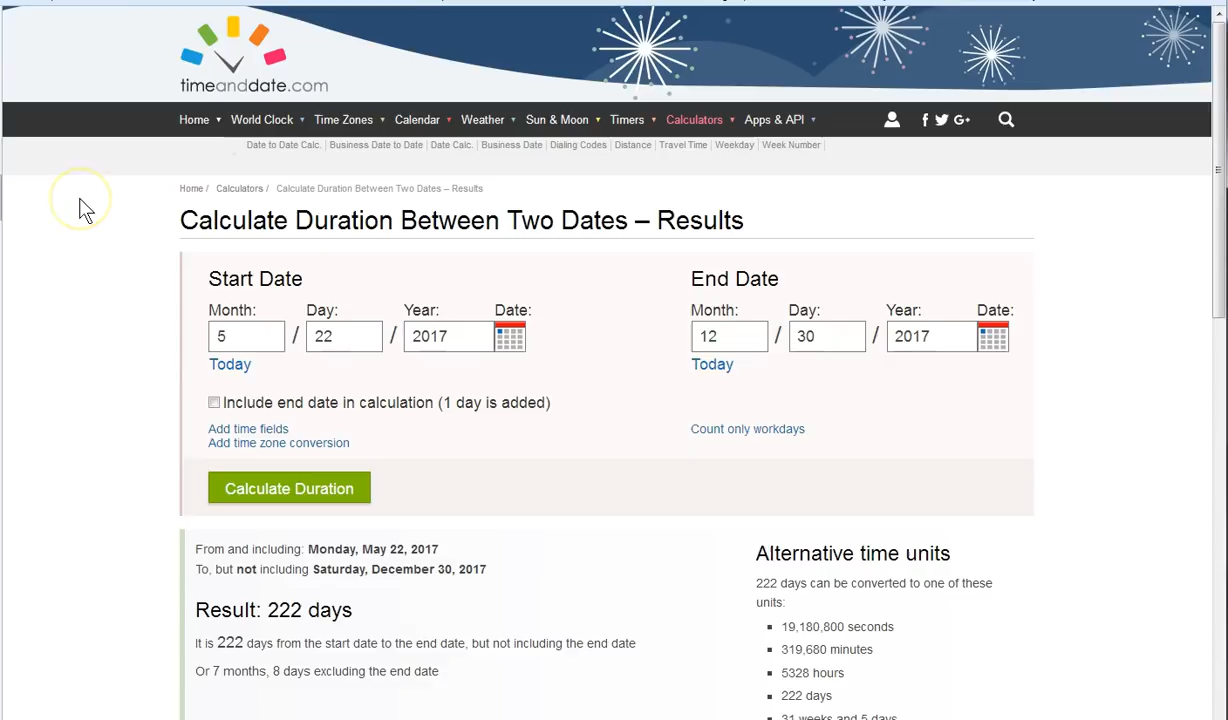 timeanddate.com
Home World Clock Time Zones Calendar Weather Sun & Moon Timers Calculators Apps & API
Date to Date Calc. | Business Date to Date | Date Calc. | Business Date | Dialing Codes | Distance | Travel Time | Weekday | Week Number |
Home / Calculators / Calculate Duration Between Two Dates – Results
Calculate Duration Between Two Dates – Results
Start Date End Date
Month: Day: Year: Date: Month: Day: Year: Date:
5 / 22 / 2017 12 / 30 / 2017
Today Today
Include end date in calculation (1 day is added)
Add time fields Count only workdays
Add time zone conversion
Calculate Duration
From and including: Monday, May 22, 2017
To, but not including Saturday, December 30, 2017
Result: 222 days
It is 222 days from the start date to the end date, but not including the end date
Or 7 months, 8 days excluding the end date
Alternative time units
222 days can be converted to one of these
units:
19,180,800 seconds
319,680 minutes
5328 hours
222 days
31 weeks and 5 days